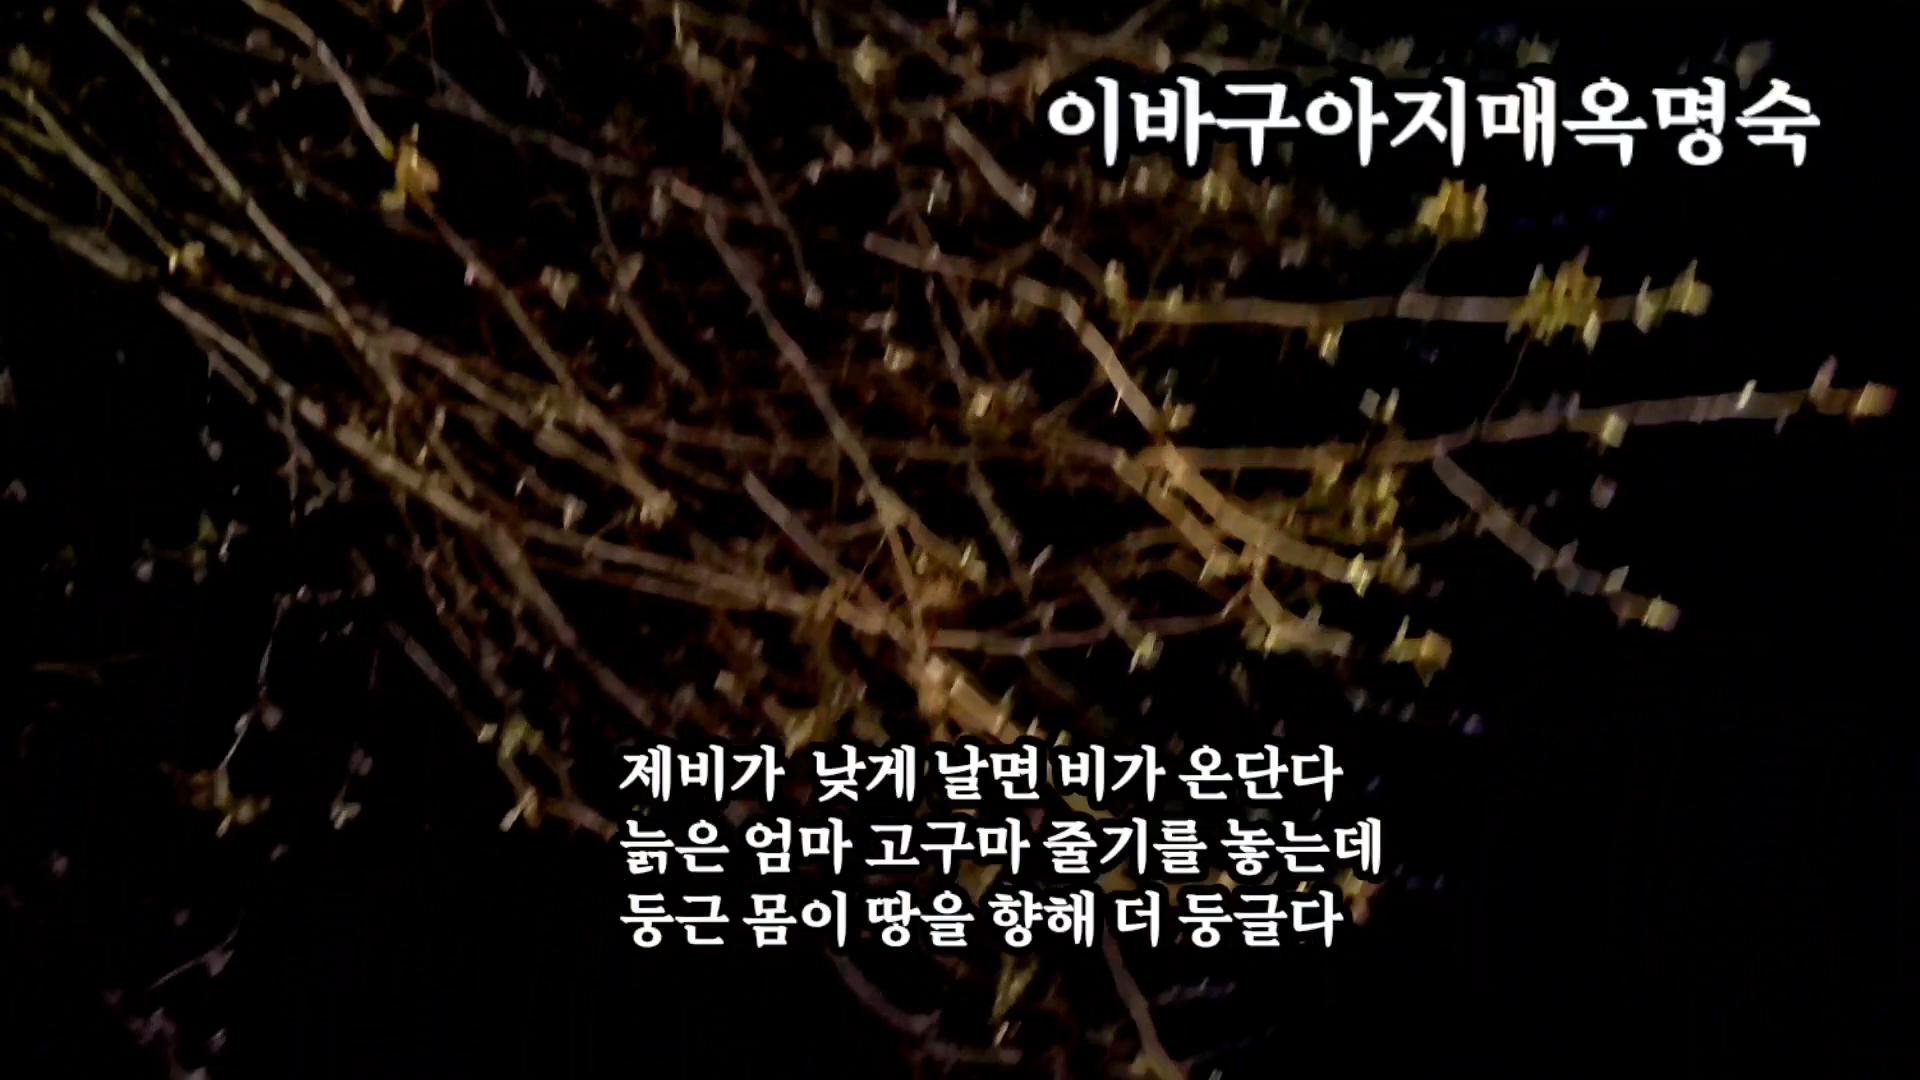 이바구아지매옥명숙
제비가 낮게 날면 비가 온단다
늙은 엄마 고구마 줄기를 놓는데
둥근 몸이 땅을 향해 더 둥글다